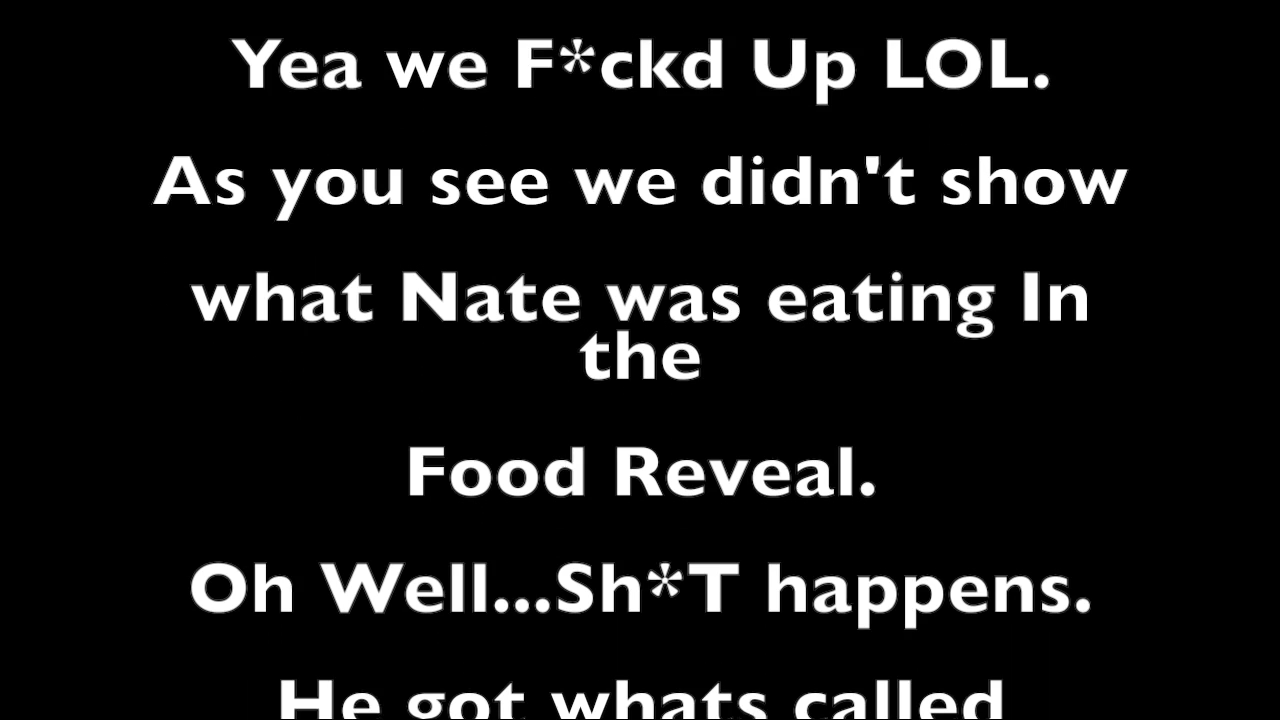 Yea we F*ckd Up LOL.
As you see we didn't show
what Nate was eating In
the
Food Reveal.
Oh Well...Sh*T happens.
He got whats called